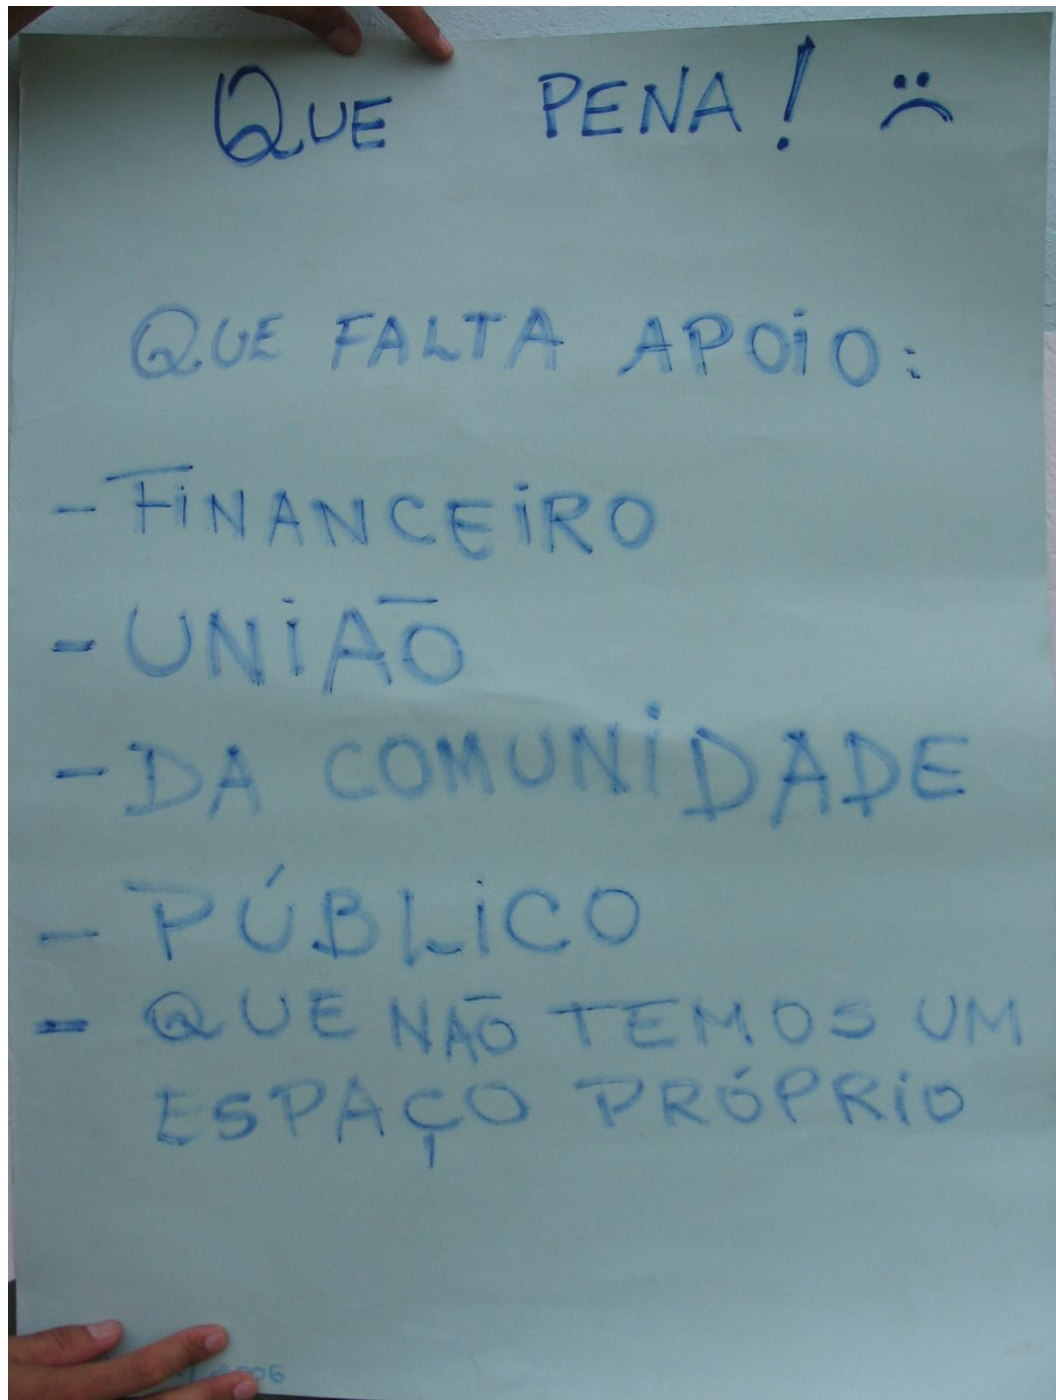 QUE PENA! :(
QUE FALTA APOIO:
- FINANCEIRO
- UNIÃO
- DA COMUNIDADE
- PÚBLICO
- QUE NÃO TEMOS UM
ESPAÇO PRÓPRIO